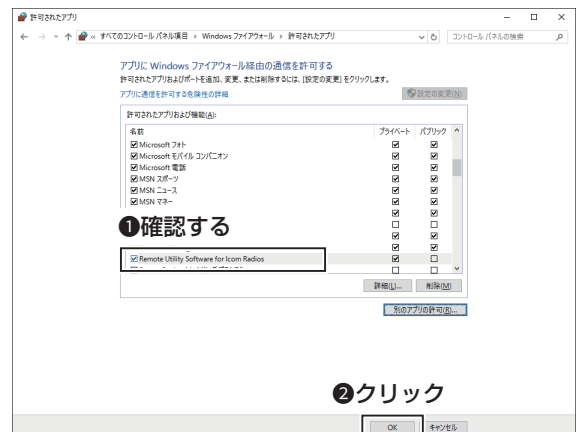 許可されたアプリ
« すべてのコントロール パネル項目 › Windows ファイアウォール › 許可されたアプリ
コントロール パネルの検索
アプリに Windows ファイアウォール経由の通信を許可する
許可されたアプリおよびポートを追加、変更、または削除するには、[設定の変更] をクリックします。
アプリに通信を許可する危険性の詳細
設定の変更(N)
許可されたアプリおよび機能(A):
名前 プライベート パブリック
Microsoft フォト
Microsoft モバイル コンパニオン
Microsoft 電話
MSN スポーツ
MSN ニュース
MSN マネー
❶確認する
Remote Utility Software for Icom Radios
詳細(L)... 削除(M)
別のアプリの許可(R)...
❷クリック
OK キャンセル